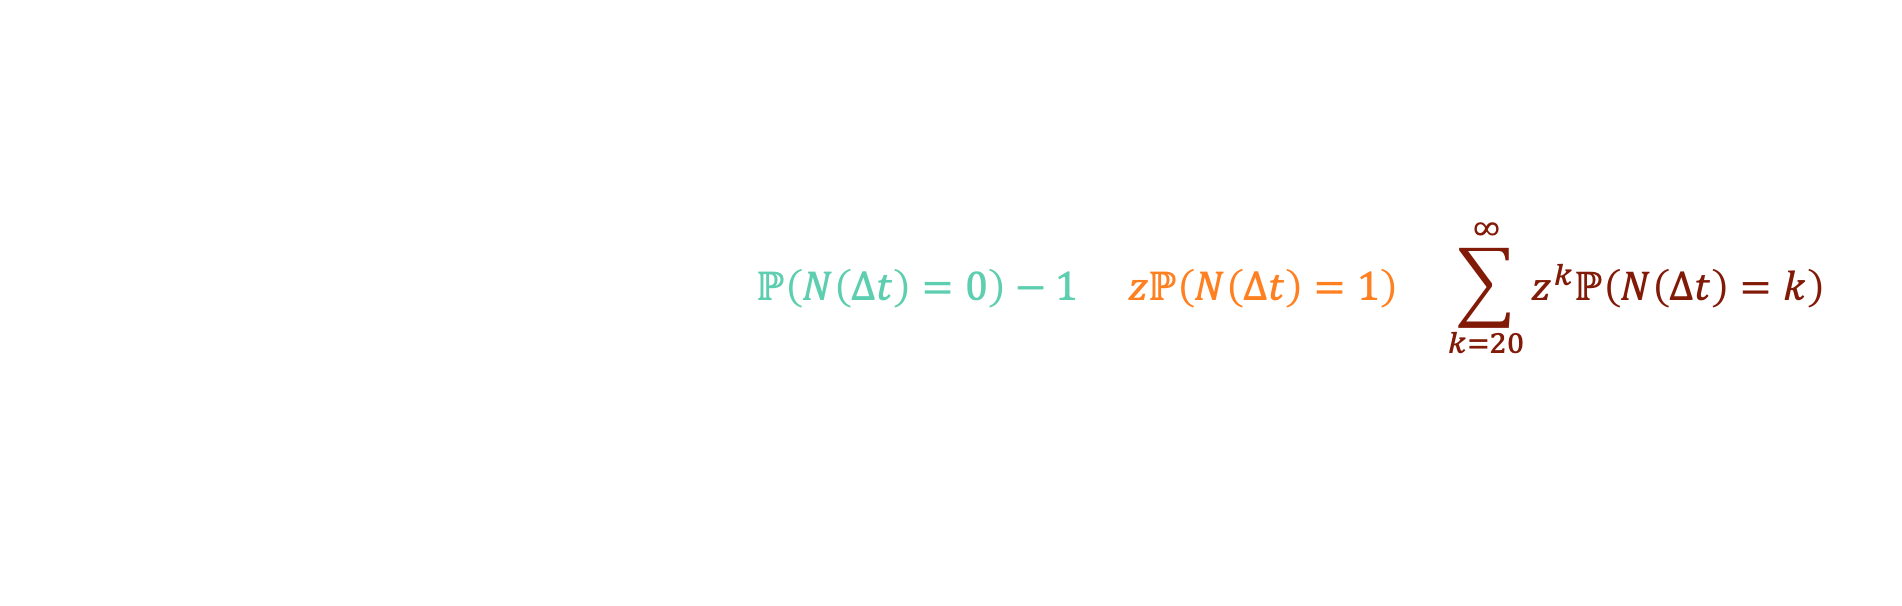 ℙ(N(Δt) = 0) − 1 zℙ(N(Δt) = 1) ∑_{k=20}^{∞} z^k ℙ(N(Δt) = k)